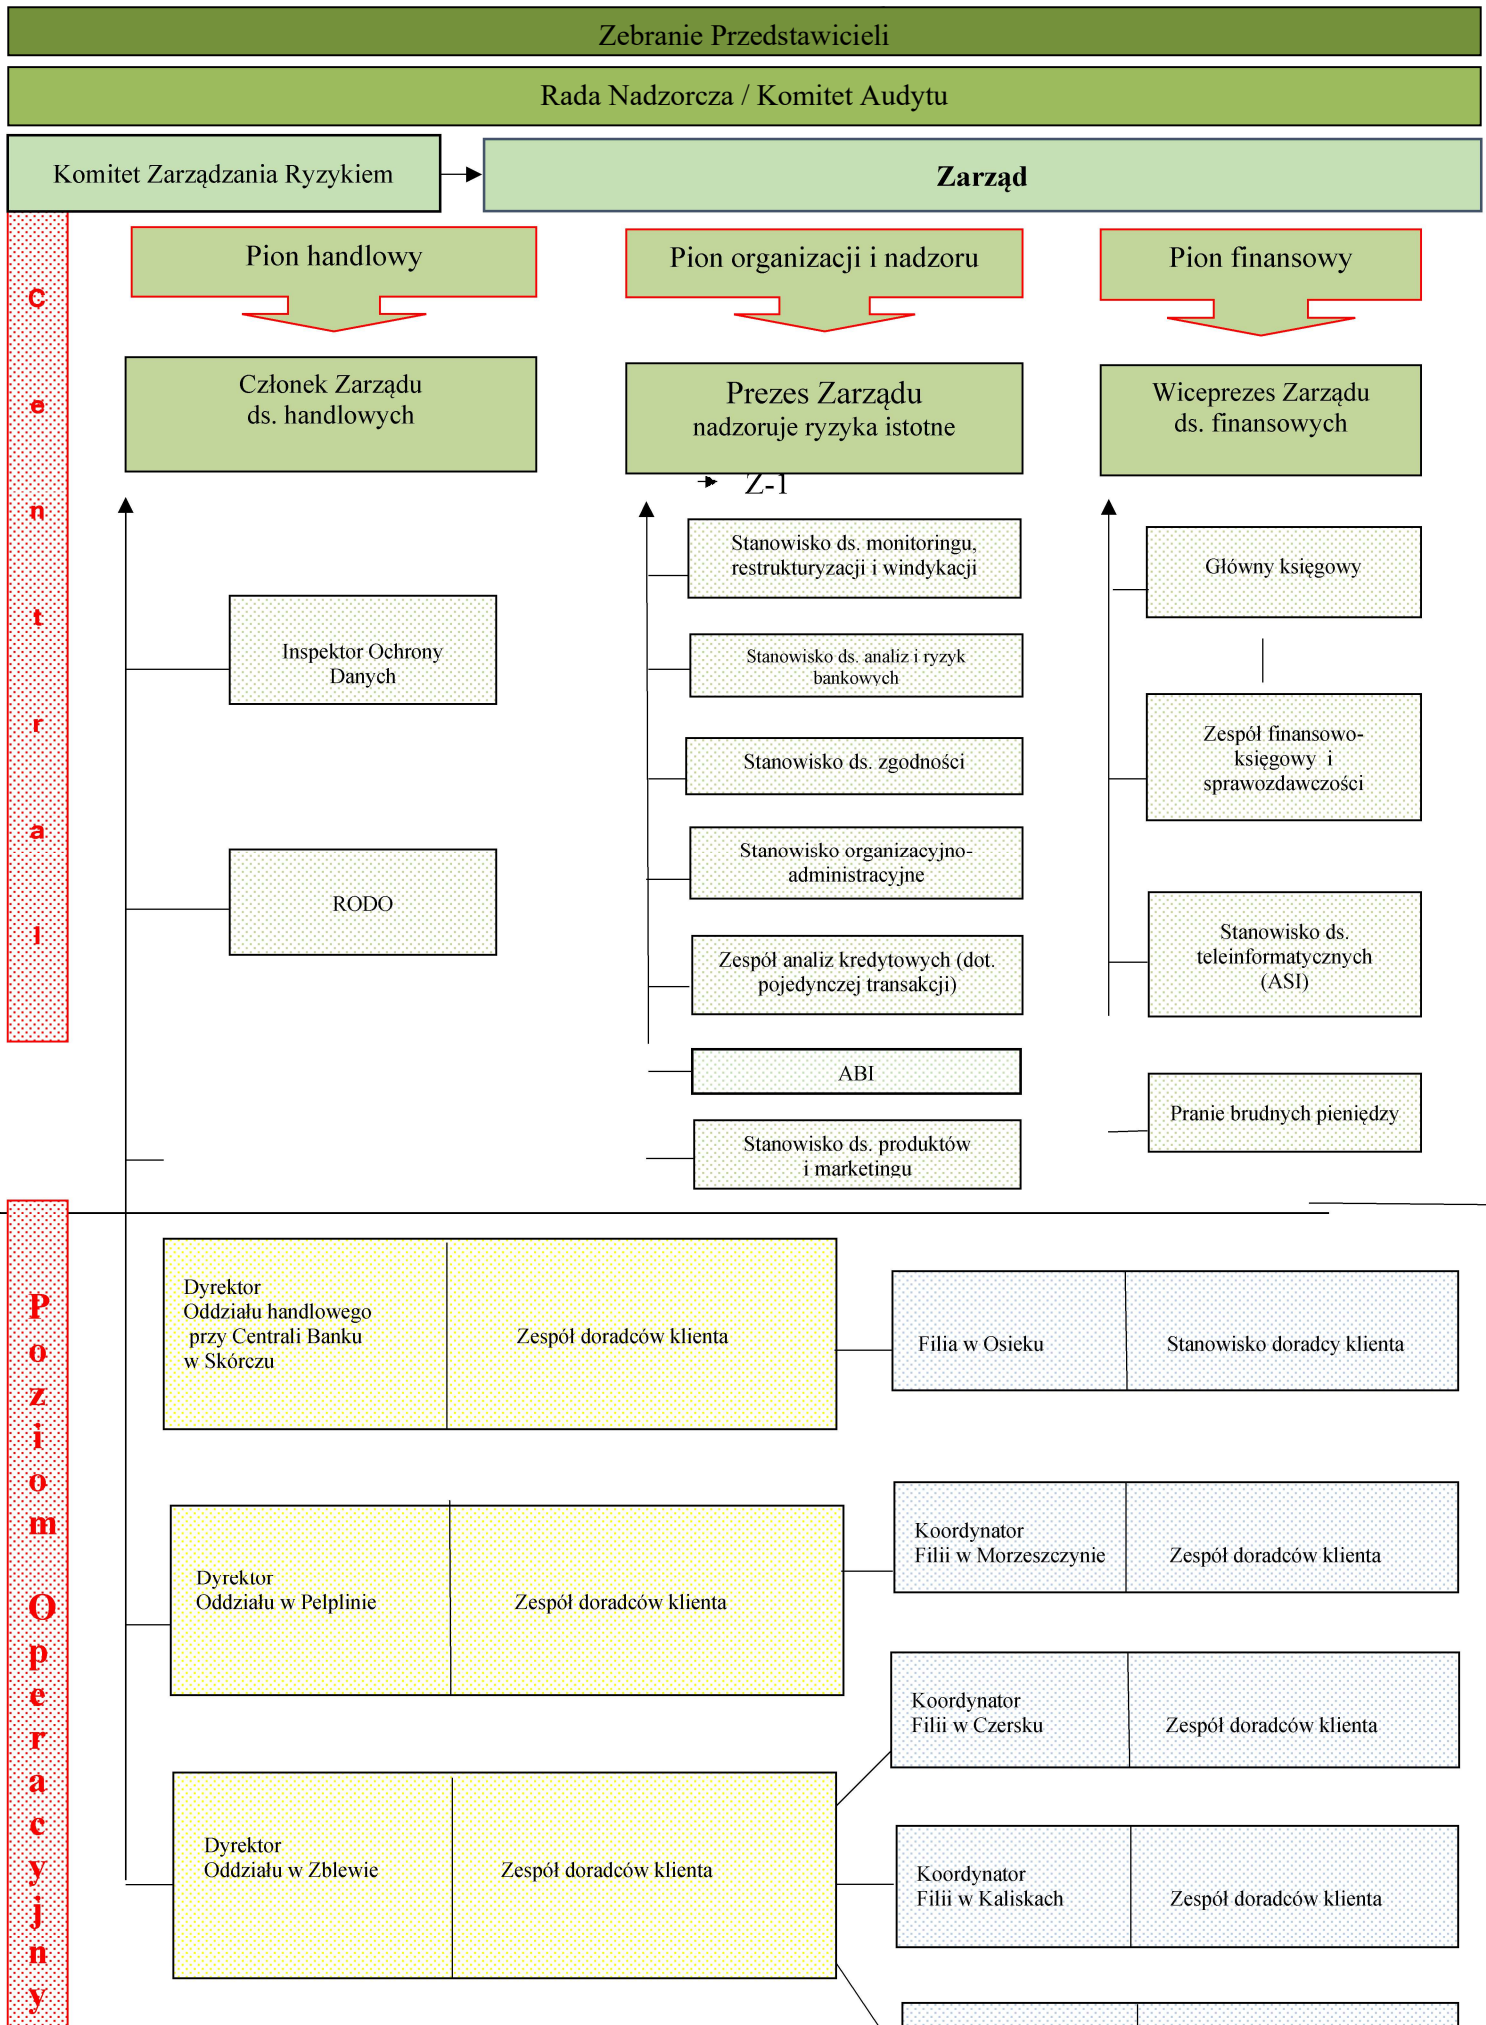 Zebranie Przedstawicieli
Rada Nadzorcza / Komitet Audytu
Komitet Zarządzania Ryzykiem
Zarząd
Central
Pion handlowy
Pion organizacji i nadzoru
Pion finansowy
Członek Zarządu
ds. handlowych
Prezes Zarządu
nadzoruje ryzyka istotne
Wiceprezes Zarządu
ds. finansowych
Z-1
Inspektor Ochrony
Danych
RODO
Stanowisko ds. monitoringu,
restrukturyzacji i windykacji
Stanowisko ds. analiz i ryzyk
bankowych
Stanowisko ds. zgodności
Stanowisko organizacyjno-
administracyjne
Zespół analiz kredytowych (dot.
pojedynczej transakcji)
ABI
Stanowisko ds. produktów
i marketingu
Główny księgowy
Zespół finansowo-
księgowy i
sprawozdawczości
Stanowisko ds.
teleinformatycznych
(ASI)
Pranie brudnych pieniędzy
Poziom Operacyjny
Dyrektor
Oddziału handlowego
przy Centrali Banku
w Skórczu
Zespół doradców klienta
Filia w Osieku
Stanowisko doradcy klienta
Dyrektor
Oddziału w Pelplinie
Zespół doradców klienta
Koordynator
Filii w Morzeszczynie
Zespół doradców klienta
Koordynator
Filii w Czersku
Zespół doradców klienta
Dyrektor
Oddziału w Zblewie
Zespół doradców klienta
Koordynator
Filii w Kaliskach
Zespół doradców klienta